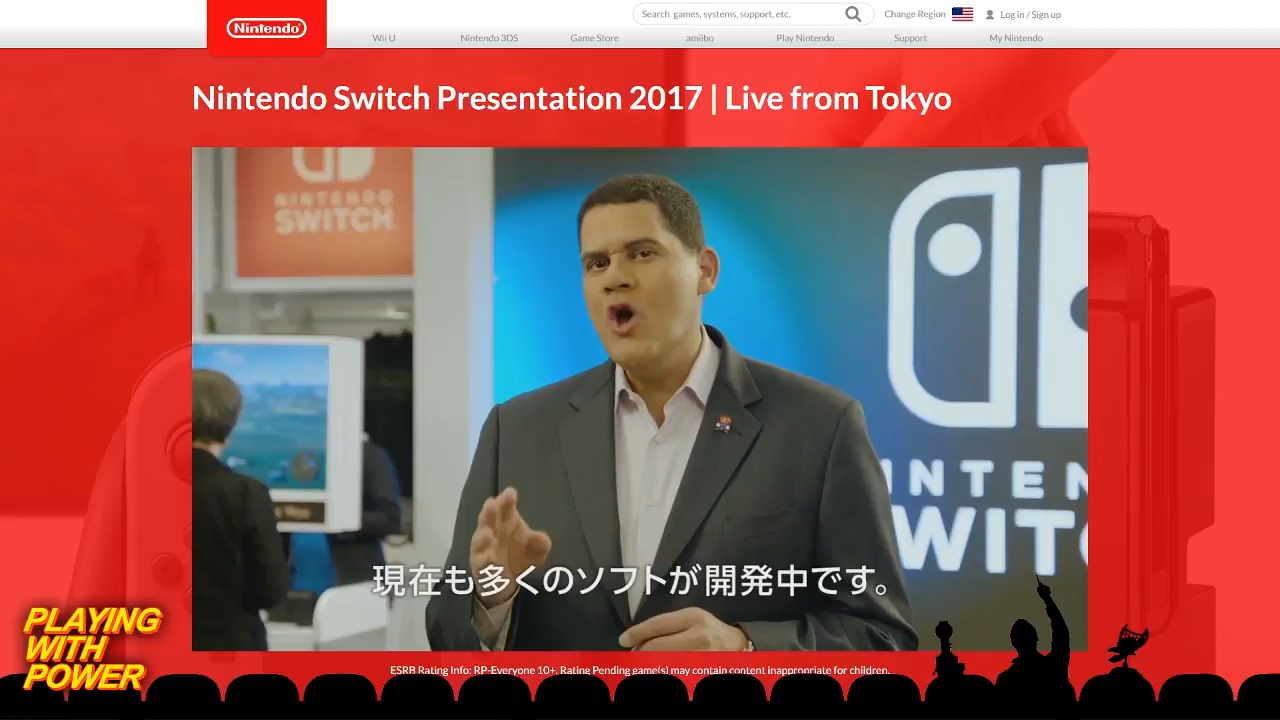 Nintendo
Search games, systems, support, etc.
Change Region
Log in / Sign up
Wii U
Nintendo 3DS
Game Store
amiibo
Play Nintendo
Support
My Nintendo
Nintendo Switch Presentation 2017 | Live from Tokyo
NINTENDO
SWITCH
INTEN
WIT
現在も多くのソフトが開発中です。
PLAYING
WITH
POWER
ESRB Rating Info: RP-Everyone 10+. Rating Pending game(s) may contain content inappropriate for children.